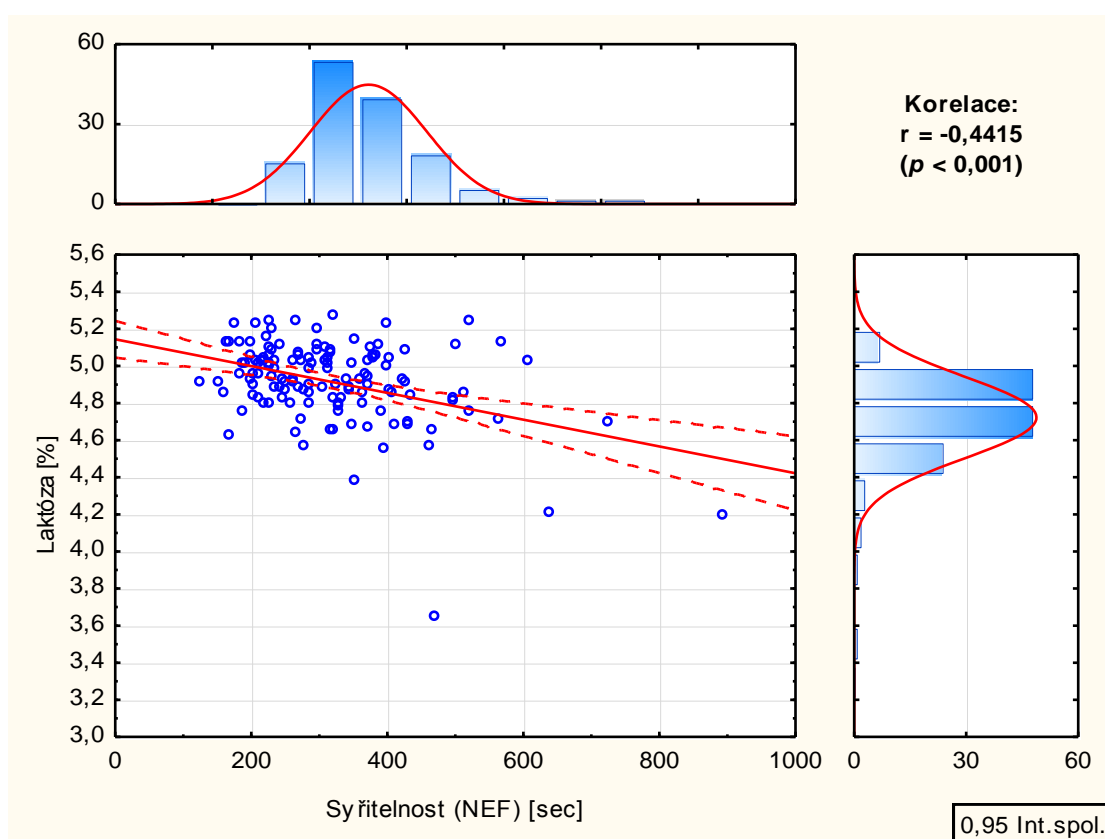 60
30
0
Korelace:
r = -0,4415
(p < 0,001)
5,6
5,4
5,2
5,0
4,8
4,6
4,4
4,2
4,0
3,8
3,6
3,4
3,2
3,0
Laktóza [%]
0 200 400 600 800 1000
0 30 60
Syřitelnost (NEF) [sec]
0,95 Int.spol.